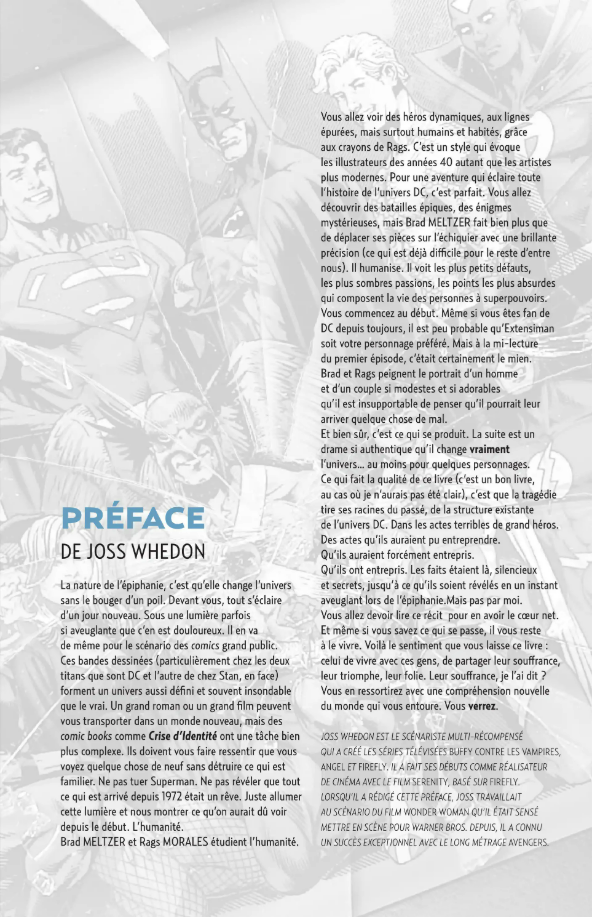 PRÉFACE
DE JOSS WHEDON
La nature de l'épiphanie, c'est qu'elle change l'univers
sans le bouger d'un poil. Devant vous, tout s'éclaire
d'un jour nouveau. Sous une lumière parfois
si aveuglante que c'en est douloureux. Il en va
de même pour le scénario des comics grand public.
Ces bandes dessinées (particulièrement chez les deux
titans que sont DC et l'autre de chez Stan, en face)
forment un univers aussi défini et souvent insondable
que le vrai. Un grand roman ou un grand film peuvent
vous transporter dans un monde nouveau, mais des
comic books comme Crise d'Identité ont une tâche bien
plus complexe. Ils doivent vous faire ressentir que vous
voyez quelque chose de neuf sans détruire ce qui est
familier. Ne pas tuer Superman. Ne pas révéler que tout
ce qui est arrivé depuis 1972 était un rêve. Juste allumer
cette lumière et nous montrer ce qu'on aurait dû voir
depuis le début. L'humanité.
Brad MELTZER et Rags MORALES étudient l'humanité.
Vous allez voir des héros dynamiques, aux lignes
épurées, mais surtout humains et habités, grâce
aux crayons de Rags. C'est un style qui évoque
les illustrateurs des années 40 autant que les artistes
plus modernes. Pour une aventure qui éclaire toute
l'histoire de l'univers DC, c'est parfait. Vous allez
découvrir des batailles épiques, des énigmes
mystérieuses, mais Brad MELTZER fait bien plus que
de déplacer ses pièces sur l'échiquier avec une brillante
précision (ce qui est déjà difficile pour le reste d'entre
nous). Il humanise. Il voit les plus petits défauts,
les plus sombres passions, les points les plus absurdes
qui composent la vie des personnes à superpouvoirs.
Vous commencez au début. Même si vous êtes fan de
DC depuis toujours, il est peu probable qu'Extensiman
soit votre personnage préféré. Mais à la mi-lecture
du premier épisode, c'était certainement le mien.
Brad et Rags peignent le portrait d'un homme
et d'un couple si modestes et si adorables
qu'il est insupportable de penser qu'il pourrait leur
arriver quelque chose de mal.
Et bien sûr, c'est ce qui se produit. La suite est un
drame si authentique qu'il change vraiment
l'univers... au moins pour quelques personnages.
Ce qui fait la qualité de ce livre (c'est un bon livre,
au cas où je n'aurais pas été clair), c'est que la tragédie
tire ses racines du passé, de la structure existante
de l'univers DC. Dans les actes terribles de grand héros.
Des actes qu'ils auraient pu entreprendre.
Qu'ils auraient forcément entrepris.
Qu'ils ont entrepris. Les faits étaient là, silencieux
et secrets, jusqu'à ce qu'ils soient révélés en un instant
aveuglant lors de l'épiphanie.Mais pas par moi.
Vous allez devoir lire ce récit pour en avoir le cœur net.
Et même si vous savez ce qui se passe, il vous reste
à le vivre. Voilà le sentiment que vous laisse ce livre :
celui de vivre avec ces gens, de partager leur souffrance,
leur triomphe, leur folie. Leur souffrance, je l'ai dit ?
Vous en ressortirez avec une compréhension nouvelle
du monde qui vous entoure. Vous verrez.
JOSS WHEDON EST LE SCÉNARISTE MULTI-RÉCOMPENSÉ
QUI A CRÉÉ LES SÉRIES TÉLÉVISÉES BUFFY CONTRE LES VAMPIRES,
ANGEL ET FIREFLY. IL A FAIT SES DÉBUTS COMME RÉALISATEUR
DE CINÉMA AVEC LE FILM SERENITY, BASÉ SUR FIREFLY.
LORSQU'IL A RÉDIGÉ CETTE PRÉFACE, JOSS TRAVAILLAIT
AU SCÉNARIO DU FILM WONDER WOMAN QU'IL ÉTAIT SENSÉ
METTRE EN SCÈNE POUR WARNER BROS. DEPUIS, IL A CONNU
UN SUCCÈS EXCEPTIONNEL AVEC LE LONG MÉTRAGE AVENGERS.